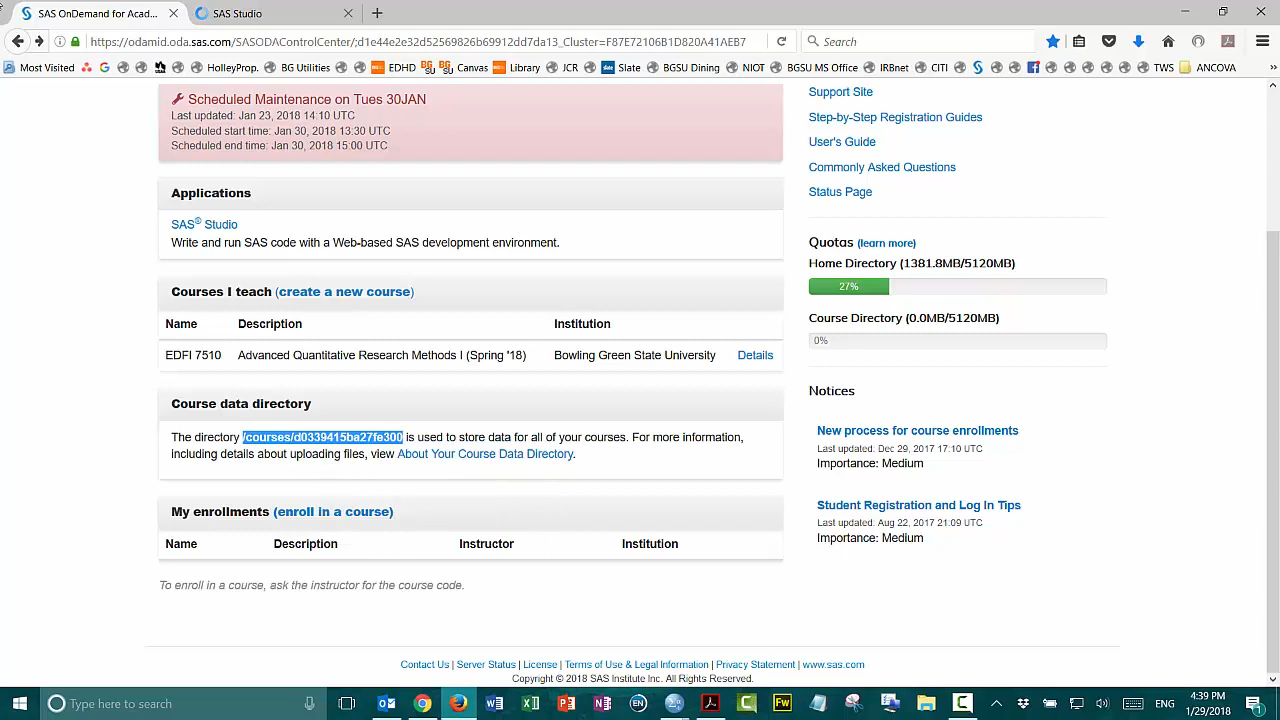 SAS OnDemand for Acad...
SAS Studio
https://odamid.oda.sas.com/SASODAControlCenter/;d1e44e2e32d52569826b69912dd7da13_Cluster=F87E72106B1D820A41AEB7
Search
Most Visited
HolleyProp.
BG Utilities
EDHD
Canvas
Library
JCR
Slate
BGSU Dining
NIOT
BGSU MS Office
IRBnet
CITI
TWS
ANCOVA
Scheduled Maintenance on Tues 30JAN
Last updated: Jan 23, 2018 14:10 UTC
Scheduled start time: Jan 30, 2018 13:30 UTC
Scheduled end time: Jan 30, 2018 15:00 UTC
Applications
SAS® Studio
Write and run SAS code with a Web-based SAS development environment.
Courses I teach (create a new course)
Name Description Institution
EDFI 7510 Advanced Quantitative Research Methods I (Spring '18) Bowling Green State University Details
Course data directory
The directory /courses/d0339415ba27fe300 is used to store data for all of your courses. For more information,
including details about uploading files, view About Your Course Data Directory.
My enrollments (enroll in a course)
Name Description Instructor Institution
To enroll in a course, ask the instructor for the course code.
Support Site
Step-by-Step Registration Guides
User's Guide
Commonly Asked Questions
Status Page
Quotas (learn more)
Home Directory (1381.8MB/5120MB)
27%
Course Directory (0.0MB/5120MB)
0%
Notices
New process for course enrollments
Last updated: Dec 29, 2017 17:10 UTC
Importance: Medium
Student Registration and Log In Tips
Last updated: Aug 22, 2017 21:09 UTC
Importance: Medium
Contact Us | Server Status | License | Terms of Use & Legal Information | Privacy Statement | www.sas.com
Copyright © 2018 SAS Institute Inc. All Rights Reserved.
Type here to search
ENG
4:39 PM
1/29/2018